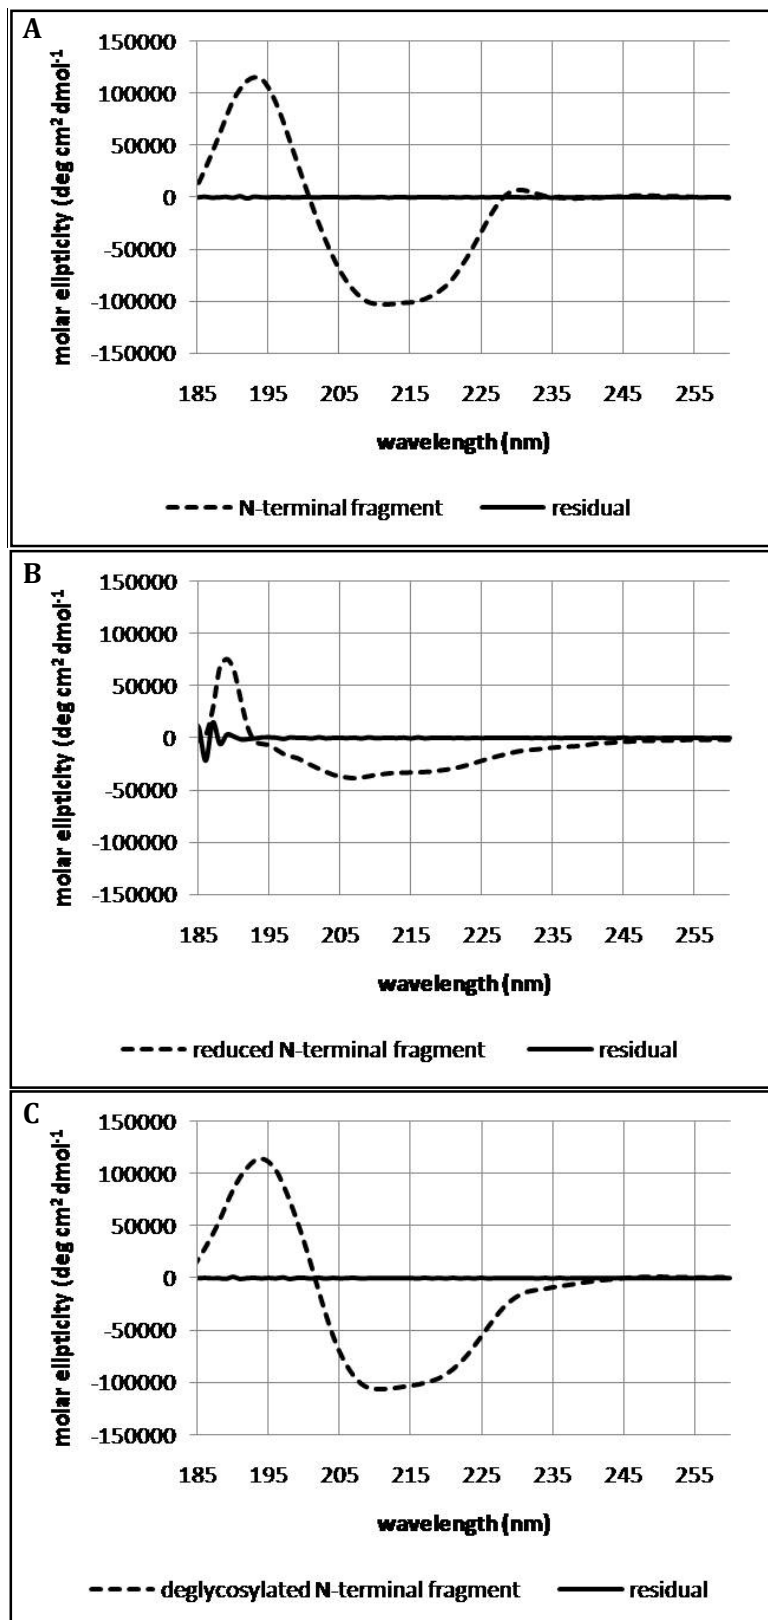 A
molar elipticity (deg cm² dmol⁻¹
150000
100000
50000
0
-50000
-100000
-150000
185 195 205 215 225 235 245 255
wavelength (nm)
N-terminal fragment residual
B
molar elipticity (deg cm² dmol⁻¹
150000
100000
50000
0
-50000
-100000
-150000
185 195 205 215 225 235 245 255
wavelength (nm)
reduced N-terminal fragment residual
C
molar elipticity (deg cm² dmol⁻¹
150000
100000
50000
0
-50000
-100000
-150000
185 195 205 215 225 235 245 255
wavelength (nm)
deglycosylated N-terminal fragment residual